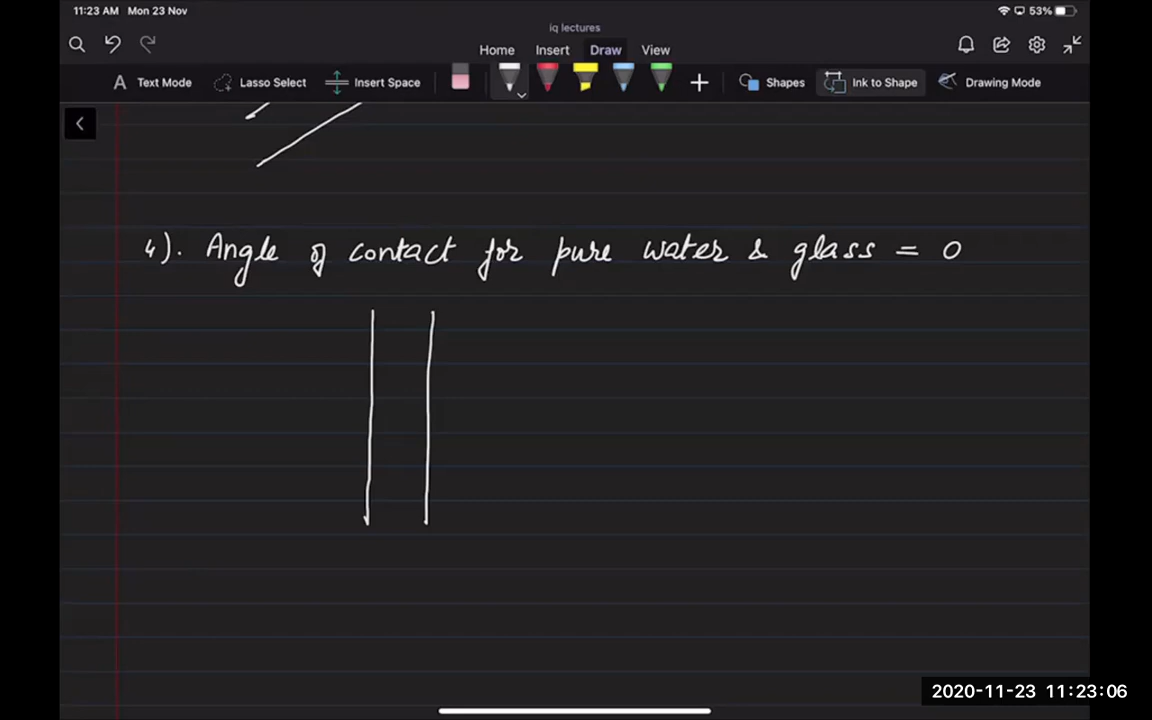 11:23 AM Mon 23 Nov
53%
iq lectures
Home Insert Draw View
Text Mode Lasso Select Insert Space Shapes Ink to Shape Drawing Mode
4). Angle of contact for pure water & glass = 0
2020-11-23 11:23:06